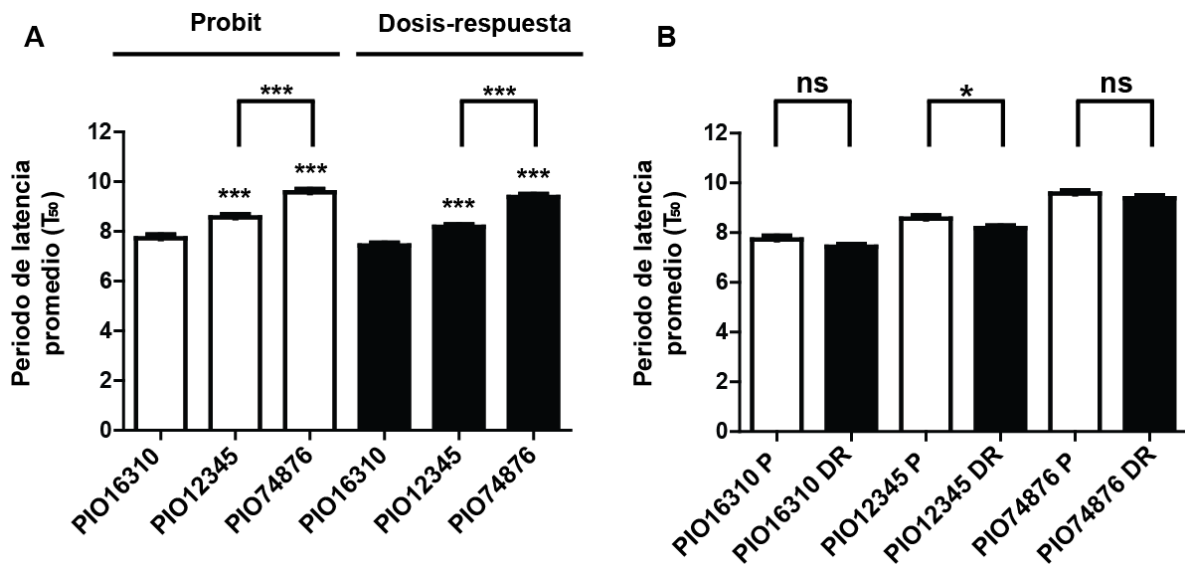 A
Probit
Dosis-respuesta
***
***
***
***
***
***
Periodo de latencia
promedio (T50)
12
10
8
6
4
2
0
PIO16310
PIO12345
PIO74876
PIO16310
PIO12345
PIO74876
B
ns
*
ns
Periodo de latencia
promedio (T50)
12
10
8
6
4
2
0
PIO16310 P
PIO16310 DR
PIO12345 P
PIO12345 DR
PIO74876 P
PIO74876 DR